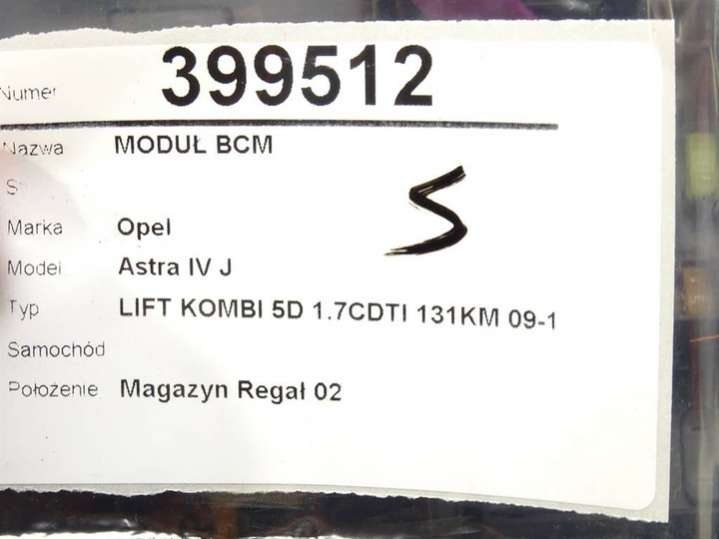 Numer 399512
Nazwa MODUŁ BCM
S
Marka Opel
Model Astra IV J
Typ LIFT KOMBI 5D 1.7CDTI 131KM 09-1
Samochód
Położenie Magazyn Regał 02